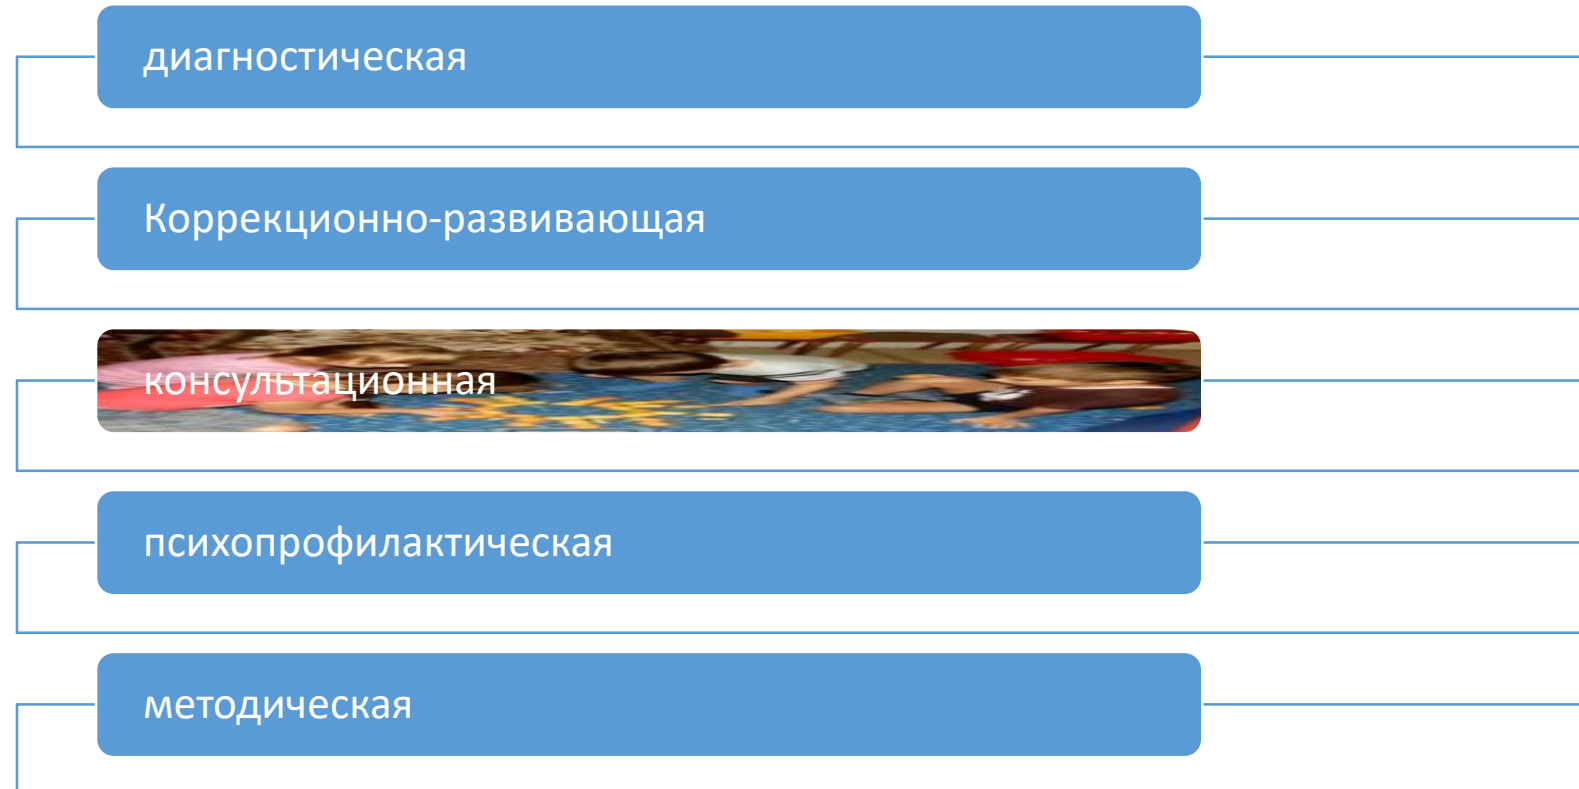 диагностическая
Коррекционно-развивающая
консультационная
психопрофилактическая
методическая